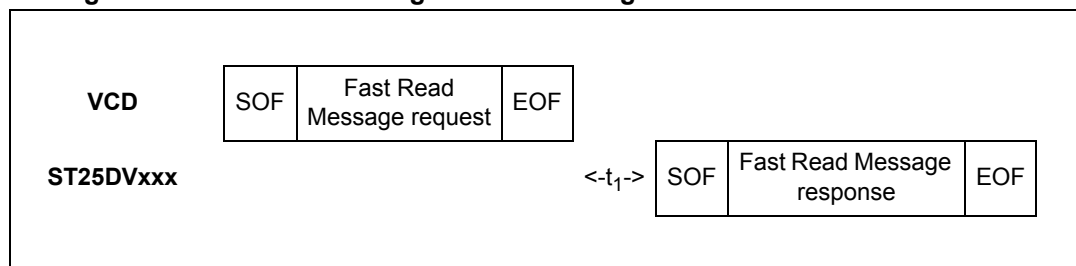 VCD
SOF
Fast Read
Message request
EOF
ST25DVxxx
<-t1->
SOF
Fast Read Message
response
EOF